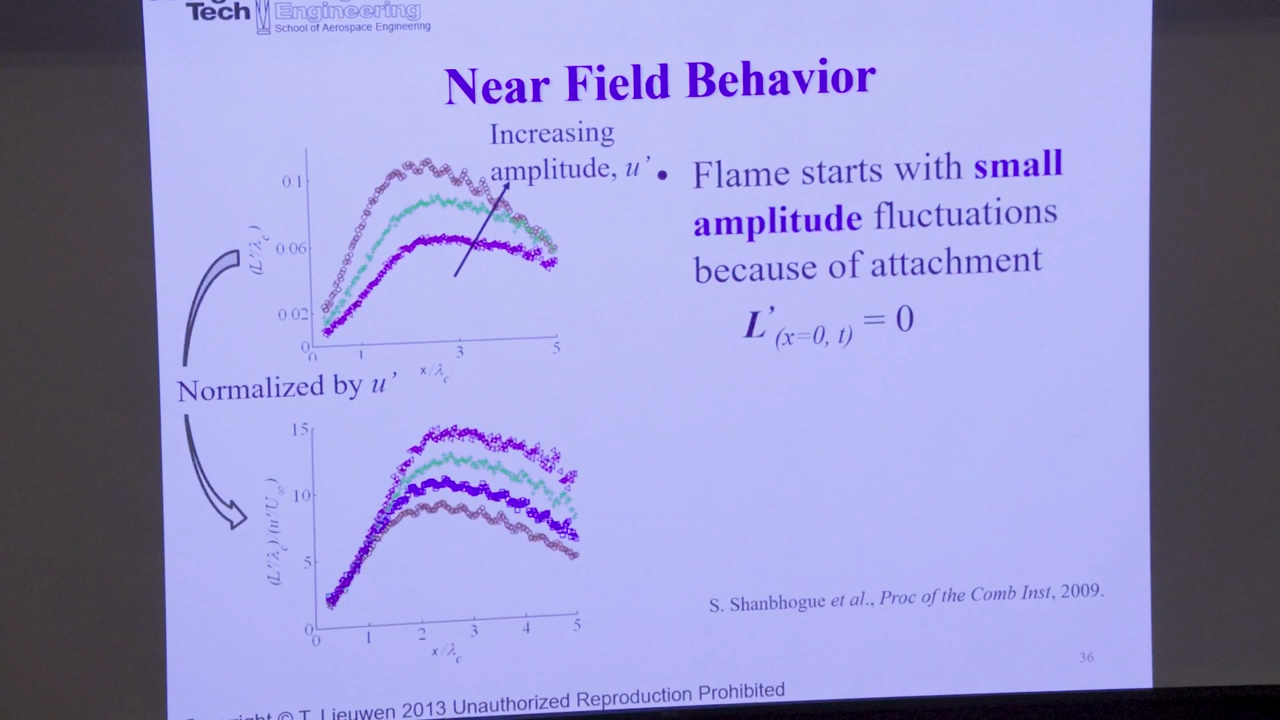 Tech
Engineering
School of Aerospace Engineering
Near Field Behavior
Increasing
amplitude, u'
• Flame starts with small
amplitude fluctuations
because of attachment
L'(x=0, t) = 0
0.1
0.06
0.02
0
0 1 3 5
(L'/λc)
x/λc
Normalized by u'
15
10
5
0
0 1 2 3 4 5
x/λc
S. Shanbhogue et al., Proc of the Comb Inst, 2009.
36
© T. Lieuwen 2013 Unauthorized Reproduction Prohibited